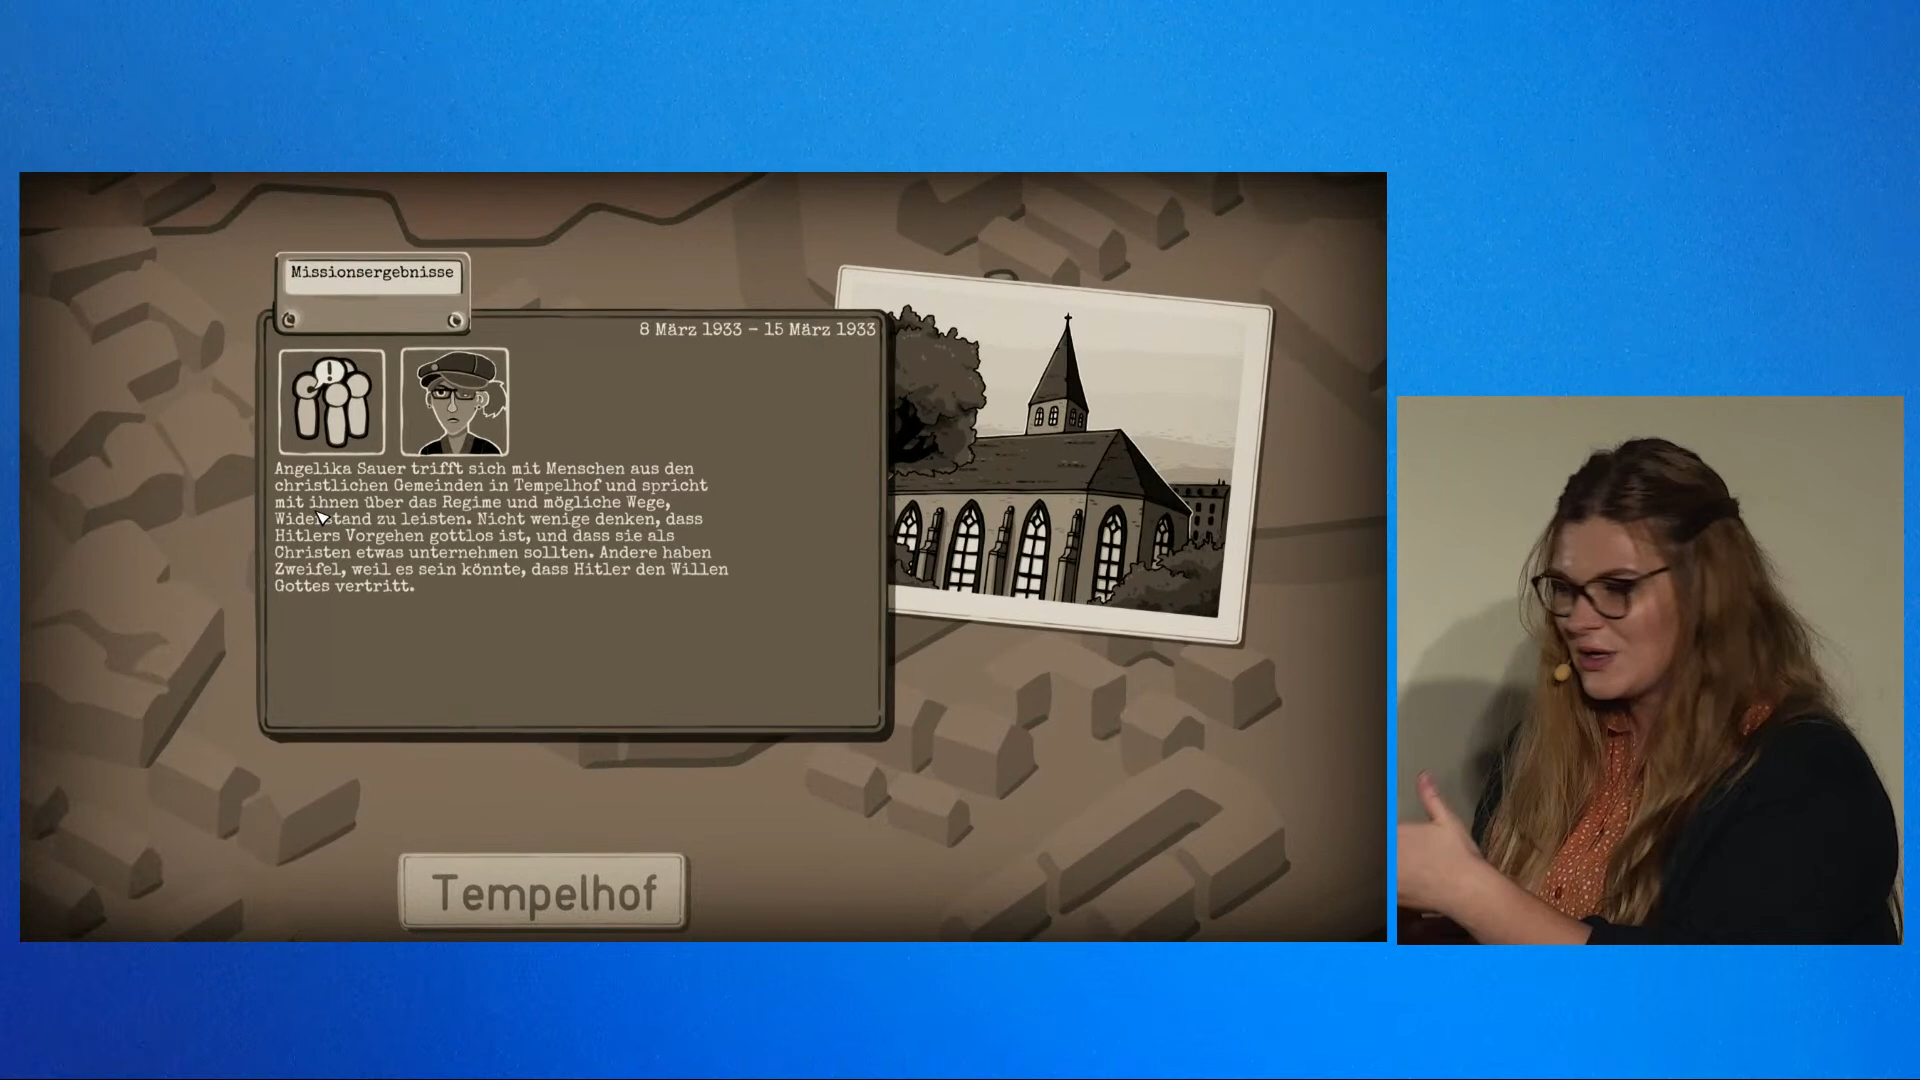 Missionsergebnisse
8 März 1933 - 15 März 1933
Angelika Sauer trifft sich mit Menschen aus den
christlichen Gemeinden in Tempelhof und spricht
mit ihnen über das Regime und mögliche Wege,
Widerstand zu leisten. Nicht wenige denken, dass
Hitlers Vorgehen gottlos ist, und dass sie als
Christen etwas unternehmen sollten. Andere haben
Zweifel, weil es sein könnte, dass Hitler den Willen
Gottes vertritt.
Tempelhof